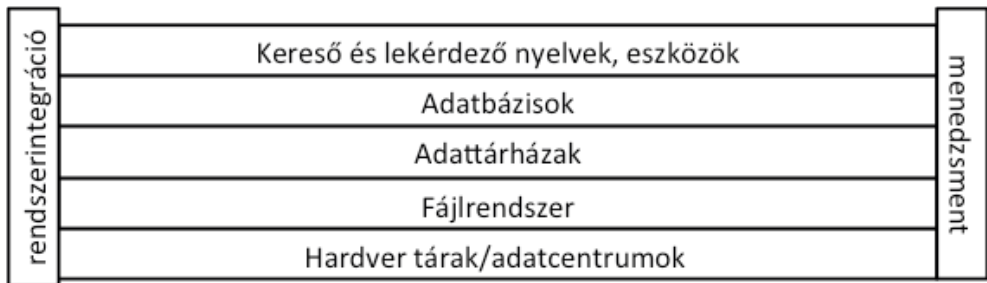 rendszerintegráció
Kereső és lekérdező nyelvek, eszközök
Adatbázisok
Adattárházak
Fájlrendszer
Hardver tárak/adatcentrumok
menedzsment